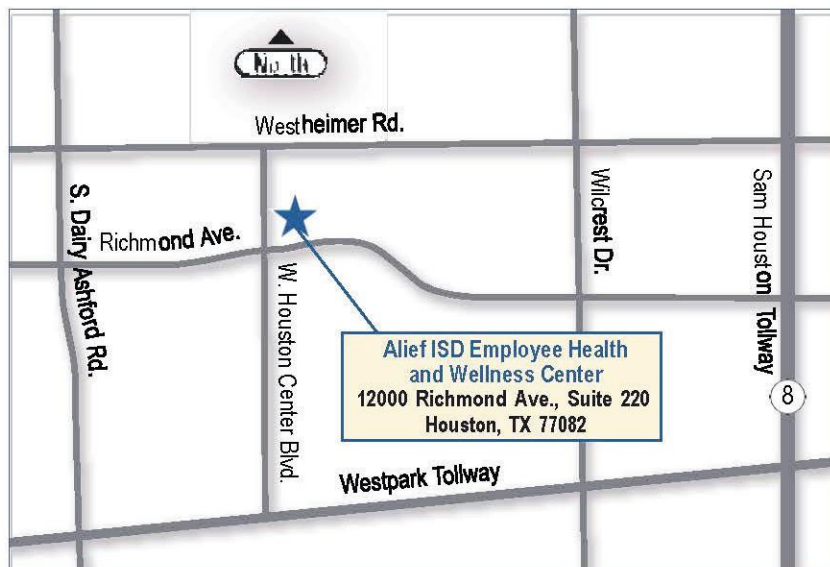 North
Westheimer Rd.
S. Dairy Ashford Rd.
Richmond Ave.
W. Houston Center Blvd.
Wilcrest Dr.
Sam Houston Tollway
8
Alief ISD Employee Health
and Wellness Center
12000 Richmond Ave., Suite 220
Houston, TX 77082
Westpark Tollway